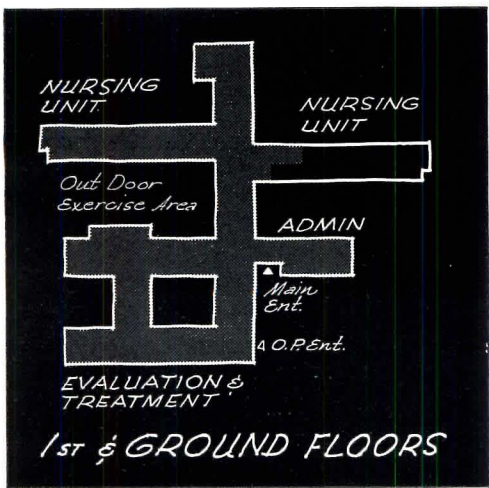 NURSING
UNIT
NURSING
UNIT
Out Door
Exercise Area
ADMIN
Main
Ent.
O.P. Ent.
EVALUATION &
TREATMENT
1ST & GROUND FLOORS